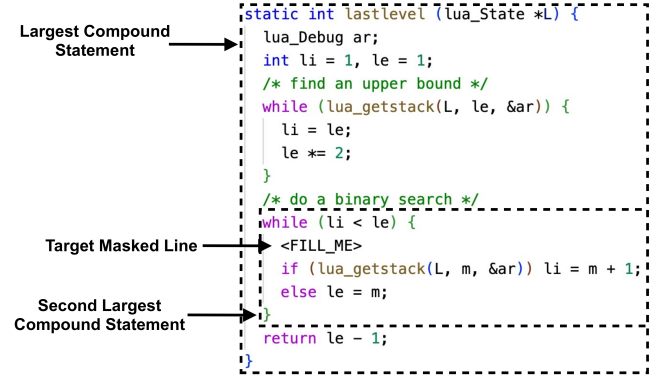 Largest Compound
Statement
static int lastlevel (lua_State *L) {
lua_Debug ar;
int li = 1, le = 1;
/* find an upper bound */
while (lua_getstack(L, le, &ar)) {
li = le;
le *= 2;
}
/* do a binary search */
while (li < le) {
Target Masked Line
<FILL_ME>
if (lua_getstack(L, m, &ar)) li = m + 1;
else le = m;
Second Largest
Compound Statement
}
return le - 1;
}